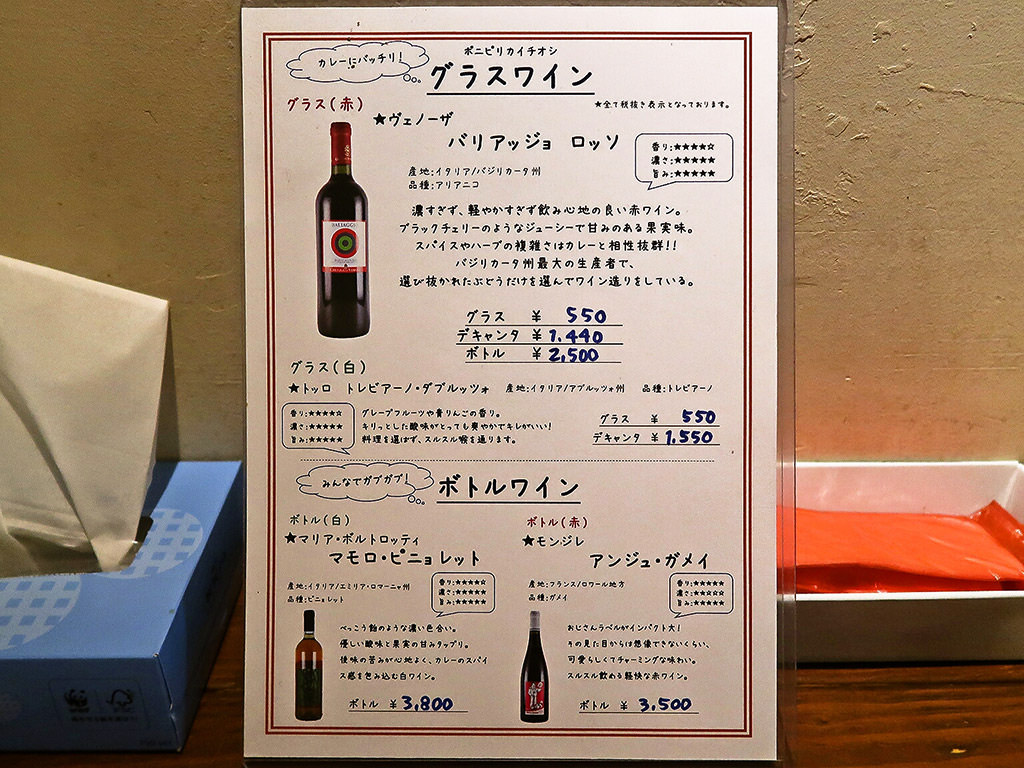 カレーにバッチリ!
ポニピリカイチオシ
グラスワイン
★全て税抜き表示となっております。
グラス(赤)
★ヴェノーザ
バリアッジョ ロッソ
香り:★★★★☆
濃さ:★★★★★
旨み:★★★★★
産地:イタリア/バジリカータ州
品種:アリアニコ
濃すぎず、軽やかすぎず飲み心地の良い赤ワイン。
ブラックチェリーのようなジューシーで甘みのある果実味。
スパイスやハーブの複雑さはカレーと相性抜群!!
バジリカータ州最大の生産者で、
選び抜かれたぶどうだけを選んでワイン造りをしている。
グラス ¥ 550
デキャンタ ¥ 1,440
ボトル ¥ 2,500
グラス(白)
★トッロ トレビアーノ・ダブルッツォ 産地:イタリア/アブルッツォ州 品種:トレビアーノ
香り:★★★★☆
濃さ:★★★★★
旨み:★★★★★
グレープフルーツや青りんごの香り。
キリっとした酸味がとっても爽やかでキレがいい!
料理を選ばず、スルスル喉を通ります。
グラス ¥ 550
デキャンタ ¥ 1,550
みんなでガブガブ!
ボトルワイン
ボトル(白)
★マリア・ボルトロッティ
マモロ・ピニョレット
産地:イタリア/エミリア・ロマーニャ州
品種:ピニョレット
香り:★★★★☆
濃さ:★★★★★
旨み:★★★★★
べっこう飴のような濃い色合い。
優しい酸味と果実の甘みタップリ。
後味の苦みが心地よく、カレーのスパイ
ス感を包み込む白ワイン。
ボトル ¥ 3,800
ボトル(赤)
★モンジレ
アンジュ・ガメイ
産地:フランス/ロワール地方
品種:ガメイ
香り:★★★★★
濃さ:★★☆☆☆
旨み:★★★★★
おじさんラベルがインパクト大!
その見た目からは想像できないくらい、
可愛らしくてチャーミングな味わい。
スルスル飲める軽快な赤ワイン。
ボトル ¥ 3,500
WWF
FSC